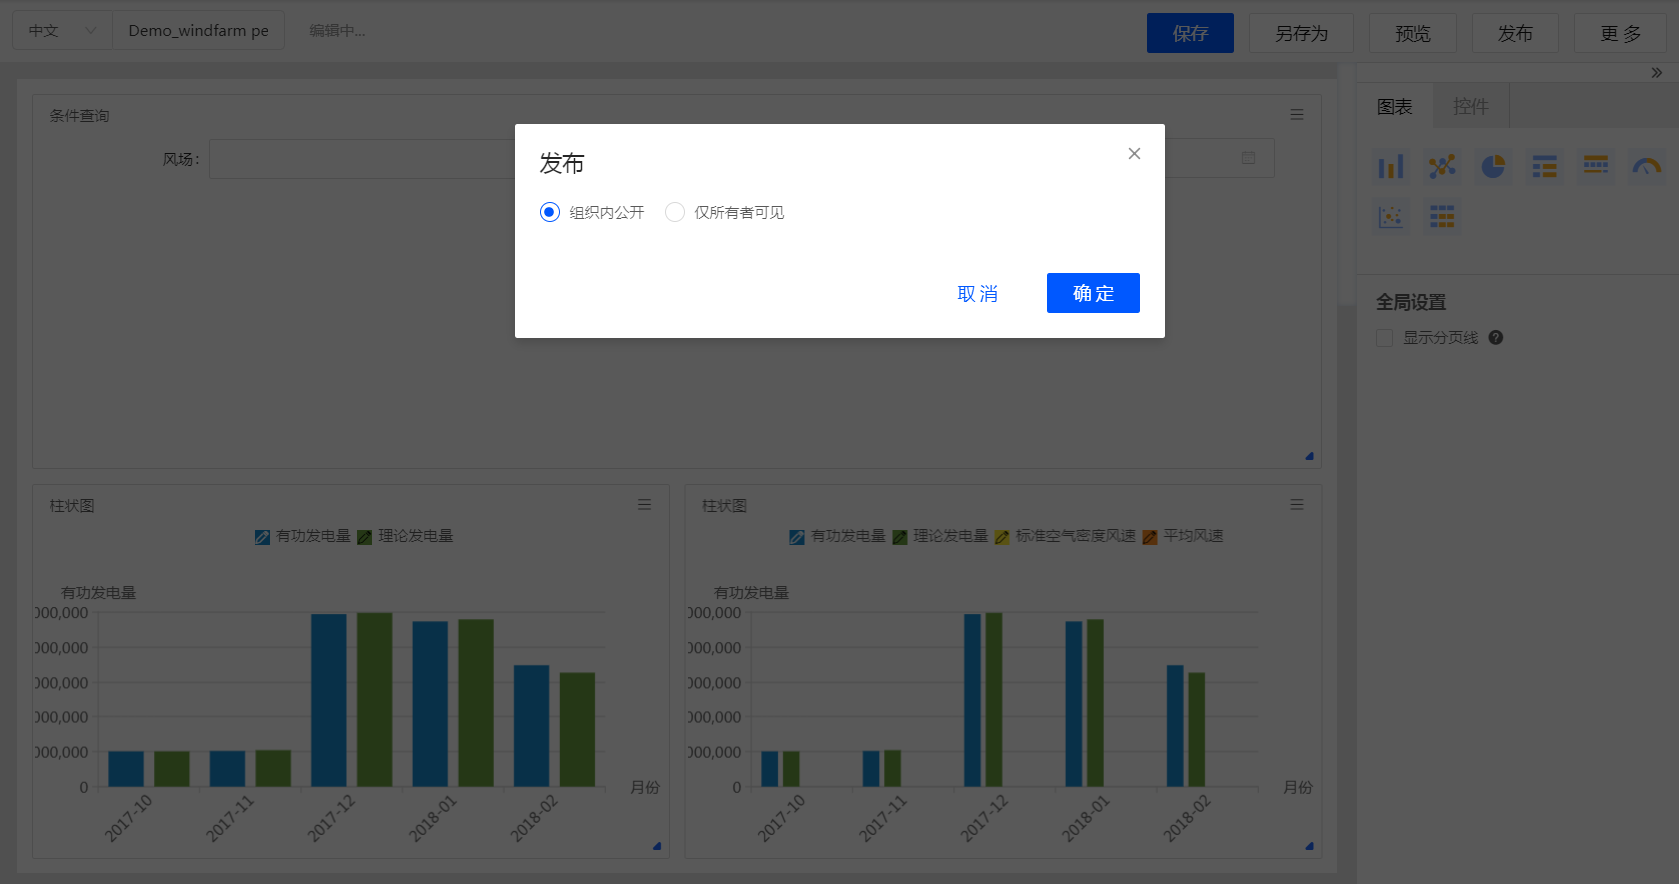 中文
Demo_windfarm pe
编辑中...
保存
另存为
预览
发布
更 多
条件查询
风场:
发布
组织内公开
仅所有者可见
取 消
确 定
图表
控件
全局设置
显示分页线
柱状图
有功发电量
理论发电量
有功发电量
000,000
000,000
000,000
000,000
000,000
0
2017-10
2017-11
2017-12
2018-01
2018-02
月份
柱状图
有功发电量
理论发电量
标准空气密度风速
平均风速
有功发电量
000,000
000,000
000,000
000,000
000,000
0
2017-10
2017-11
2017-12
2018-01
2018-02
月份